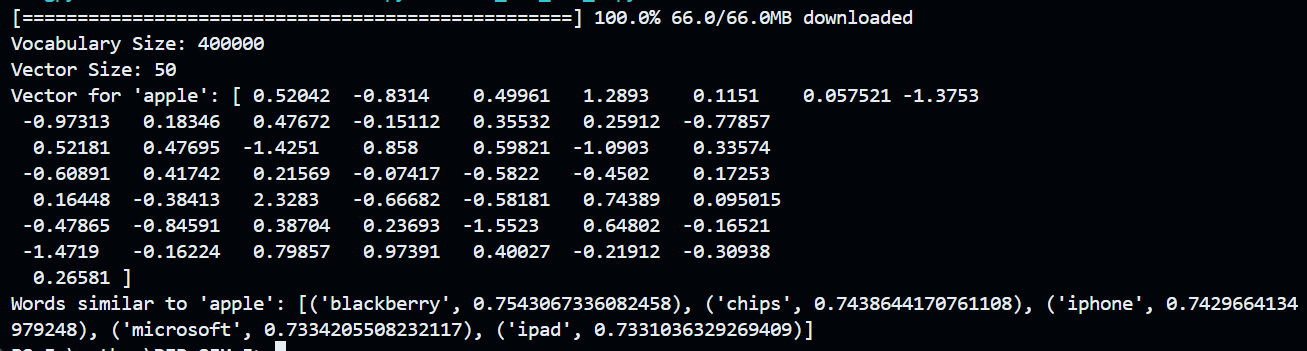 [==================================================] 100.0% 66.0/66.0MB downloaded
Vocabulary Size: 400000
Vector Size: 50
Vector for 'apple': [ 0.52042  -0.8314    0.49961   1.2893    0.1151    0.057521 -1.3753
 -0.97313   0.18346   0.47672  -0.15112   0.35532   0.25912  -0.77857
  0.52181   0.47695  -1.4251    0.858     0.59821  -1.0903    0.33574
 -0.60891   0.41742   0.21569  -0.07417  -0.5822   -0.4502    0.17253
  0.16448  -0.38413   2.3283   -0.66682  -0.58181   0.74389   0.095015
 -0.47865  -0.84591   0.38704   0.23693  -1.5523    0.64802  -0.16521
 -1.4719   -0.16224   0.79857   0.97391   0.40027  -0.21912  -0.30938
  0.26581 ]
Words similar to 'apple': [('blackberry', 0.7543067336082458), ('chips', 0.7438644170761108), ('iphone', 0.7429664134
979248), ('microsoft', 0.7334205508232117), ('ipad', 0.7331036329269409)]